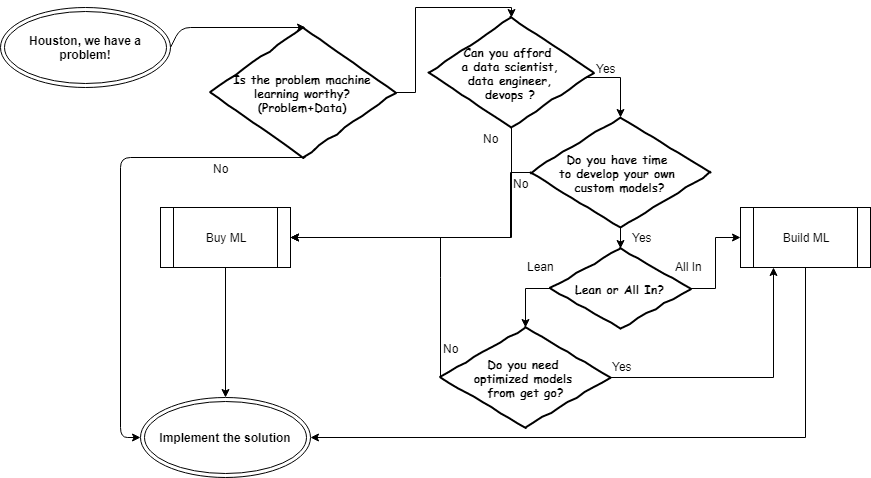 Houston, we have a
problem!
Is the problem machine
learning worthy?
(Problem+Data)
Can you afford
a data scientist,
data engineer,
devops ?
Yes
No
No
Do you have time
to develop your own
custom models?
No
Buy ML
Yes
Build ML
Lean
All In
Lean or All In?
No
Do you need
optimized models
from get go?
Yes
Implement the solution